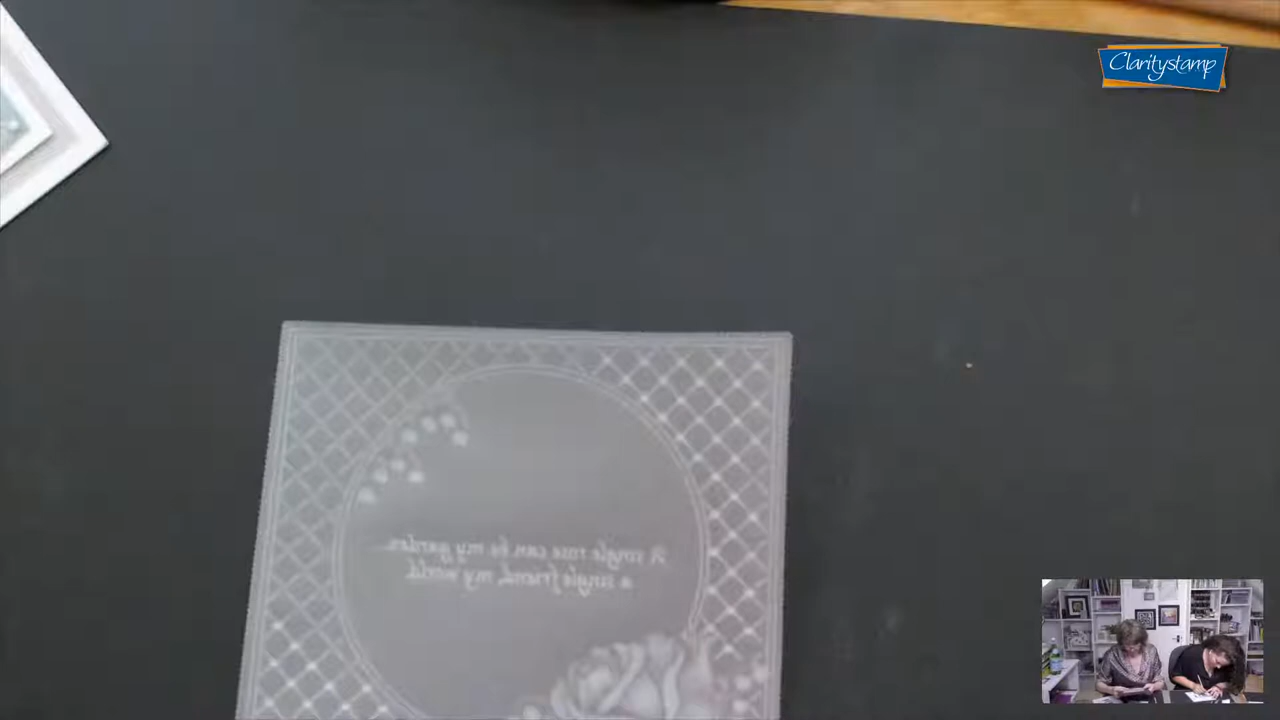 Claritystamp
A single rose can be my garden...
a single friend, my world.